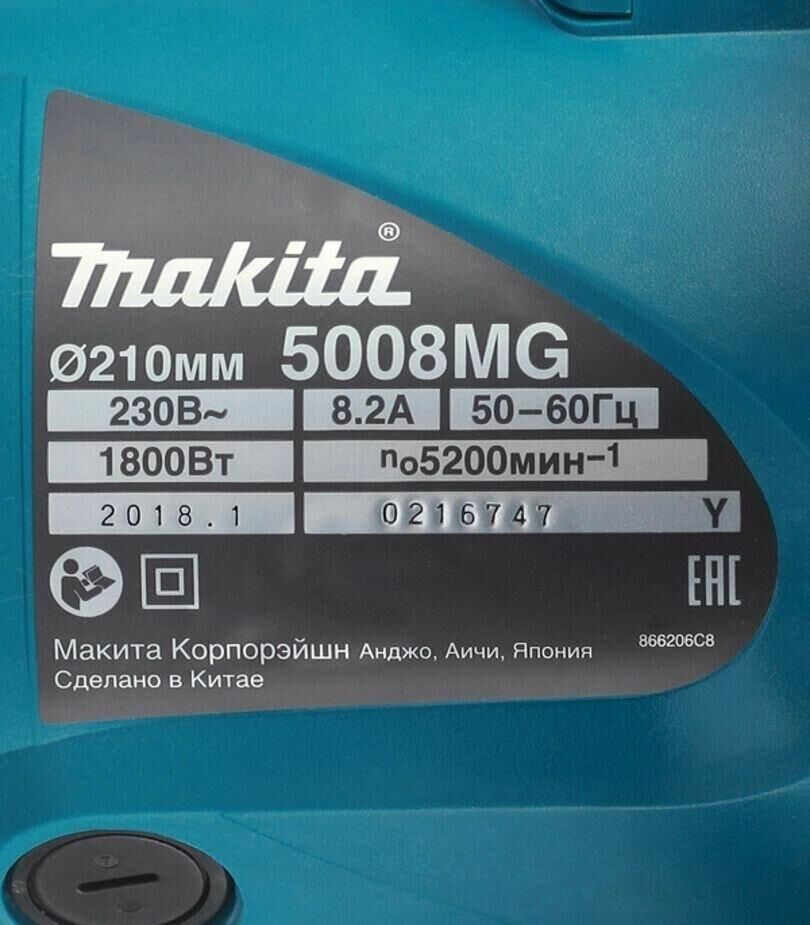 makita®
Ø210мм 5008MG
230В~ 8.2А 50–60Гц
1800Вт n₀5200мин⁻¹
2018.1 0216747 Y
EAC
Макита Корпорэйшн Анджо, Аичи, Япония 866206C8
Сделано в Китае